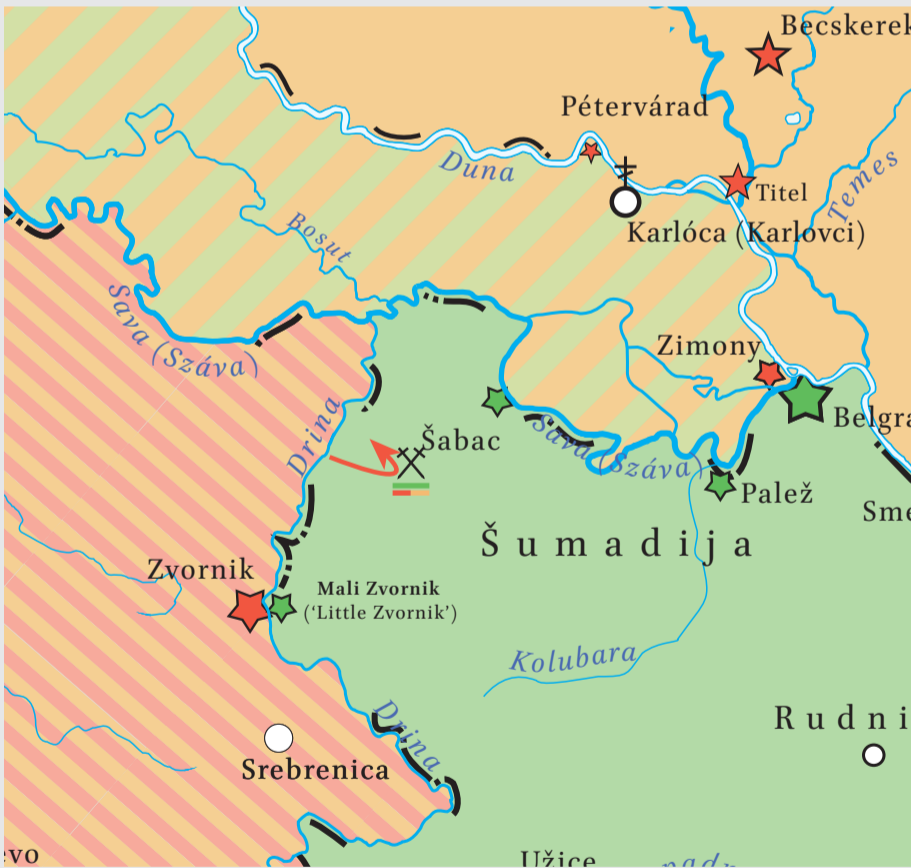 Becskerek
Pétervárad
Duna
Titel
Temes
Karlóca (Karlovci)
Bosut
Sava (Száva)
Zimony
Belgra
Drina
Šabac
Sava (Száva)
Palež
Sme
Šumadija
Zvornik
Mali Zvornik
(‘Little Zvornik’)
Kolubara
Drina
Rudni
Srebrenica
evo
Užice